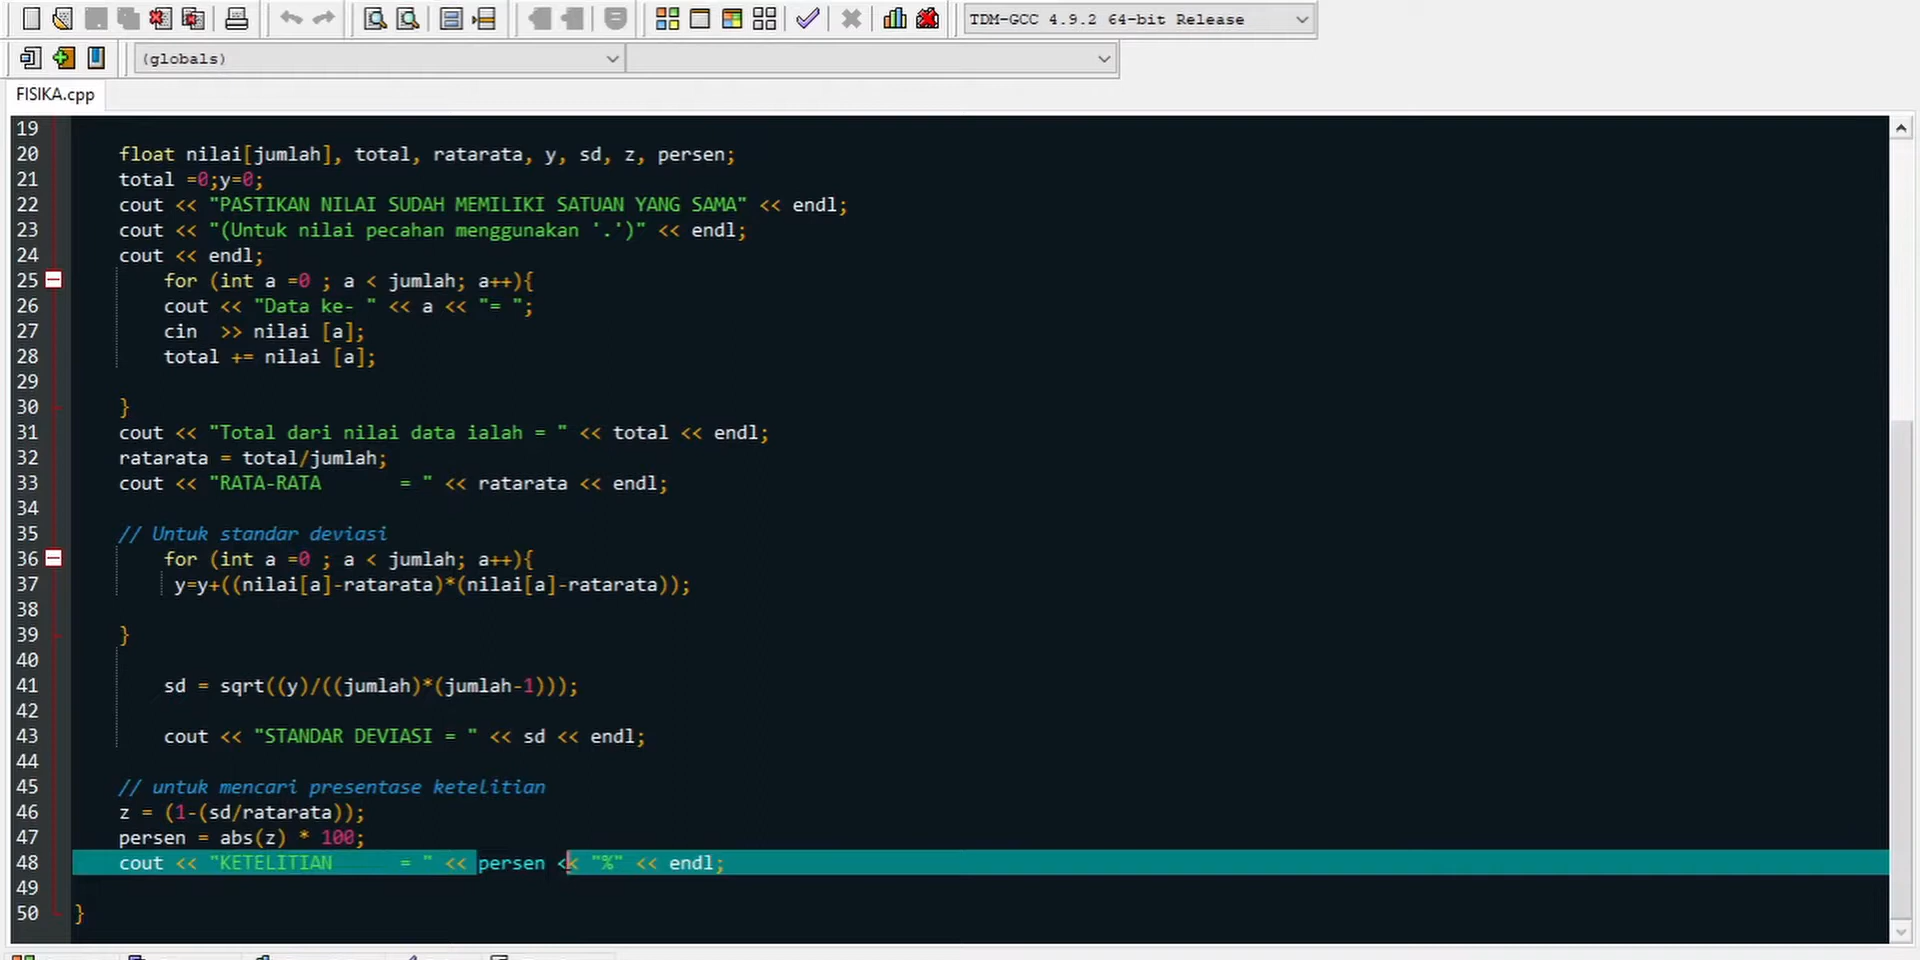 TDM-GCC 4.9.2 64-bit Release
(globals)
FISIKA.cpp
19
20 float nilai[jumlah], total, ratarata, y, sd, z, persen;
21 total =0;y=0;
22 cout << "PASTIKAN NILAI SUDAH MEMILIKI SATUAN YANG SAMA" << endl;
23 cout << "(Untuk nilai pecahan menggunakan '.')" << endl;
24 cout << endl;
25 for (int a =0 ; a < jumlah; a++){
26 cout << "Data ke- " << a << "= ";
27 cin  >> nilai [a];
28 total += nilai [a];
29
30 }
31 cout << "Total dari nilai data ialah = " << total << endl;
32 ratarata = total/jumlah;
33 cout << "RATA-RATA       = " << ratarata << endl;
34
35 // Untuk standar deviasi
36 for (int a =0 ; a < jumlah; a++){
37 y=y+((nilai[a]-ratarata)*(nilai[a]-ratarata));
38
39 }
40
41 sd = sqrt((y)/((jumlah)*(jumlah-1)));
42
43 cout << "STANDAR DEVIASI = " << sd << endl;
44
45 // untuk mencari presentase ketelitian
46 z = (1-(sd/ratarata));
47 persen = abs(z) * 100;
48 cout << "KETELITIAN      = " << persen << "%" << endl;
49
50 }